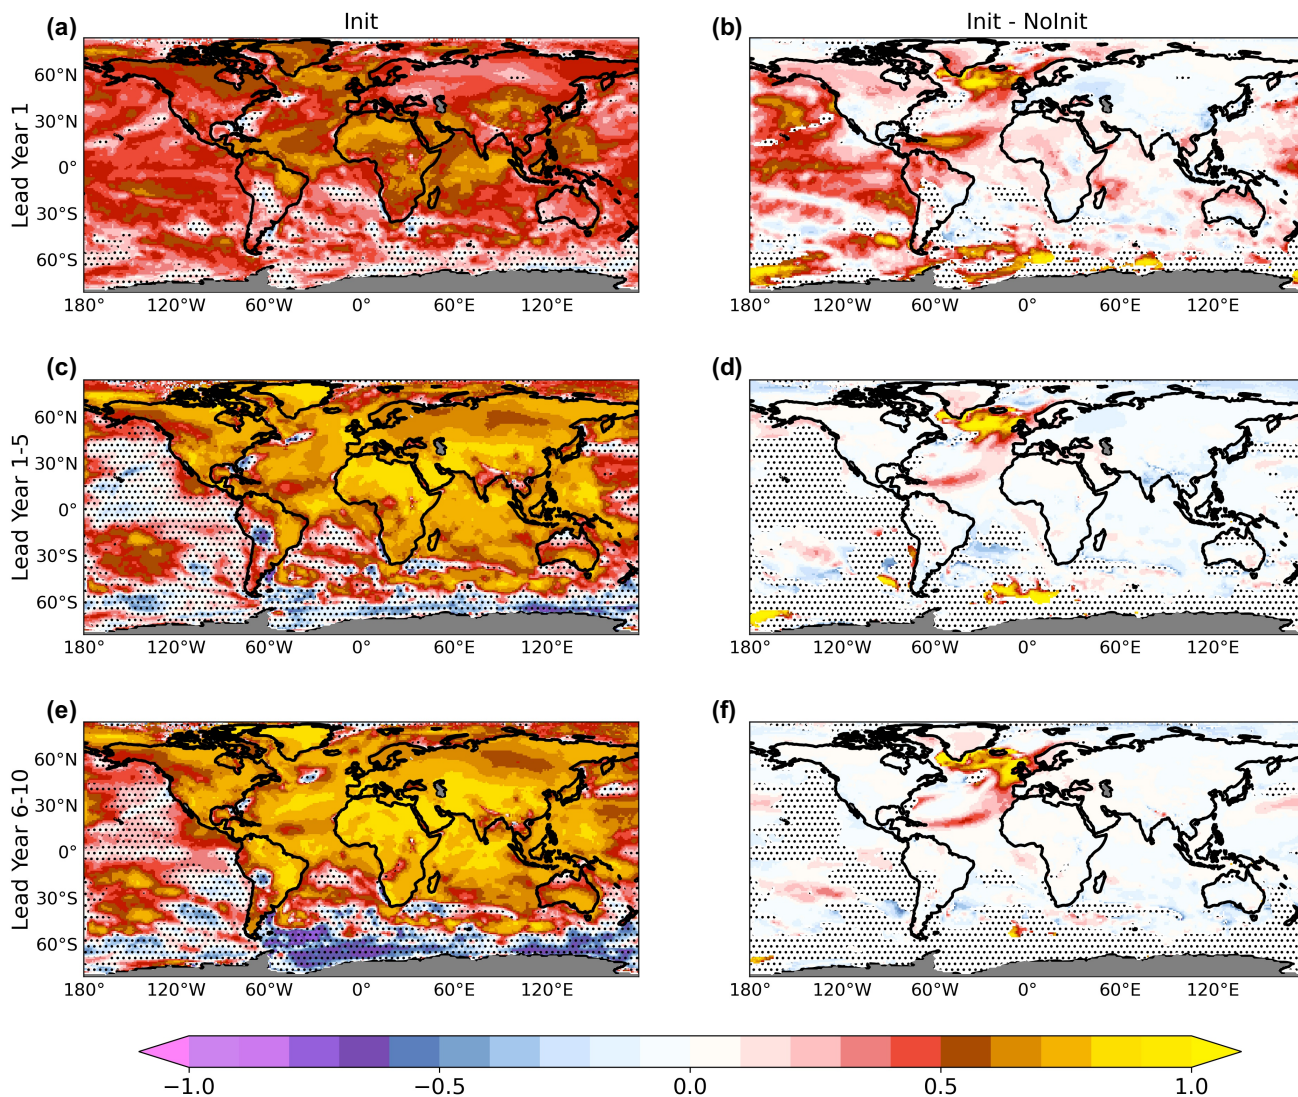 Init
Init - NoInit
(a)
(b)
Lead Year 1
60°N
30°N
0°
30°S
60°S
180° 120°W 60°W 0° 60°E 120°E
180° 120°W 60°W 0° 60°E 120°E
(c)
(d)
Lead Year 1-5
60°N
30°N
0°
30°S
60°S
180° 120°W 60°W 0° 60°E 120°E
180° 120°W 60°W 0° 60°E 120°E
(e)
(f)
Lead Year 6-10
60°N
30°N
0°
30°S
60°S
180° 120°W 60°W 0° 60°E 120°E
180° 120°W 60°W 0° 60°E 120°E
−1.0 −0.5 0.0 0.5 1.0